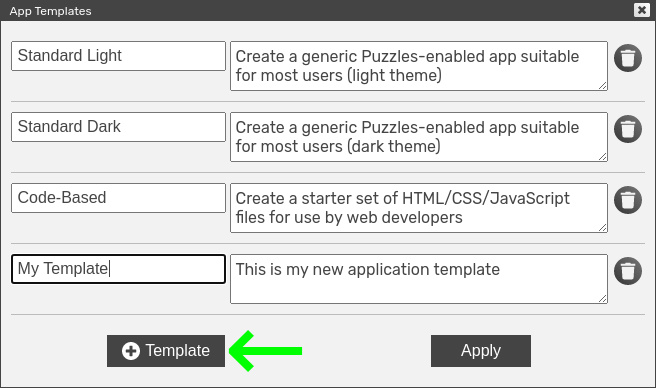 App Templates
Standard Light
Create a generic Puzzles-enabled app suitable
for most users (light theme)
Standard Dark
Create a generic Puzzles-enabled app suitable
for most users (dark theme)
Code-Based
Create a starter set of HTML/CSS/JavaScript
files for use by web developers
My Template
This is my new application template
Template
Apply